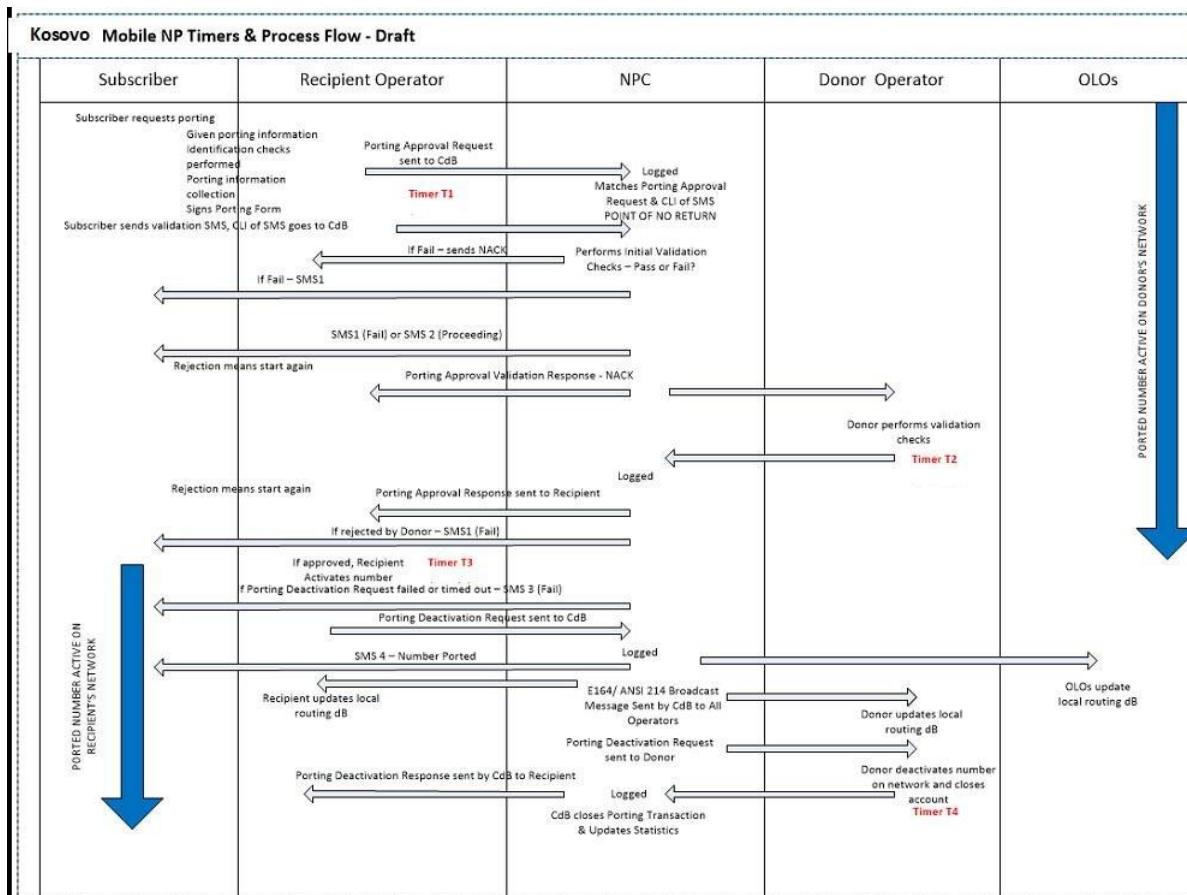 Kosovo Mobile NP Timers & Process Flow - Draft
Subscriber
Recipient Operator
NPC
Donor Operator
OLOs
Subscriber requests porting
Given porting information
Identification checks
performed
Porting information
collection
Signs Porting Form
Porting Approval Request
sent to CdB
Timer T1
Logged
Matches Porting Approval
Request & CLI of SMS
POINT OF NO RETURN
Subscriber sends validation SMS, CLI of SMS goes to CdB
If Fail – sends NACK
Performs Initial Validation
Checks – Pass or Fail?
If Fail – SMS1
SMS1 (Fail) or SMS 2 (Proceeding)
Rejection means start again
Porting Approval Validation Response - NACK
Donor performs validation
checks
Timer T2
Logged
Rejection means start again
Porting Approval Response sent to Recipient
If rejected by Donor – SMS1 (Fail)
If approved, Recipient
Activates number
Timer T3
f Porting Deactivation Request failed or timed out – SMS 3 (Fail)
Porting Deactivation Request sent to CdB
SMS 4 – Number Ported
Logged
Recipient updates local
routing dB
E164/ ANSI 214 Broadcast
Message Sent by CdB to All
Operators
Donor updates local
routing dB
OLOs update
local routing dB
Porting Deactivation Request
sent to Donor
Porting Deactivation Response sent by CdB to Recipient
Logged
Donor deactivates number
on network and closes
account
Timer T4
CdB closes Porting Transaction
& Updates Statistics
PORTED NUMBER ACTIVE ON
RECIPIENT'S NETWORK
PORTED NUMBER ACTIVE ON DONOR'S NETWORK